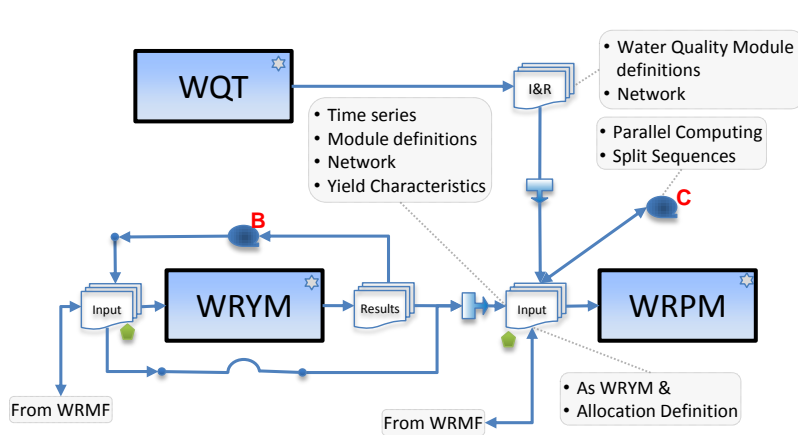 WQT
I&R
• Water Quality Module
definitions
• Network
• Time series
• Module definitions
• Network
• Yield Characteristics
• Parallel Computing
• Split Sequences
B
C
Input
WRYM
Results
Input
WRPM
From WRMF
From WRMF
• As WRYM &
• Allocation Definition